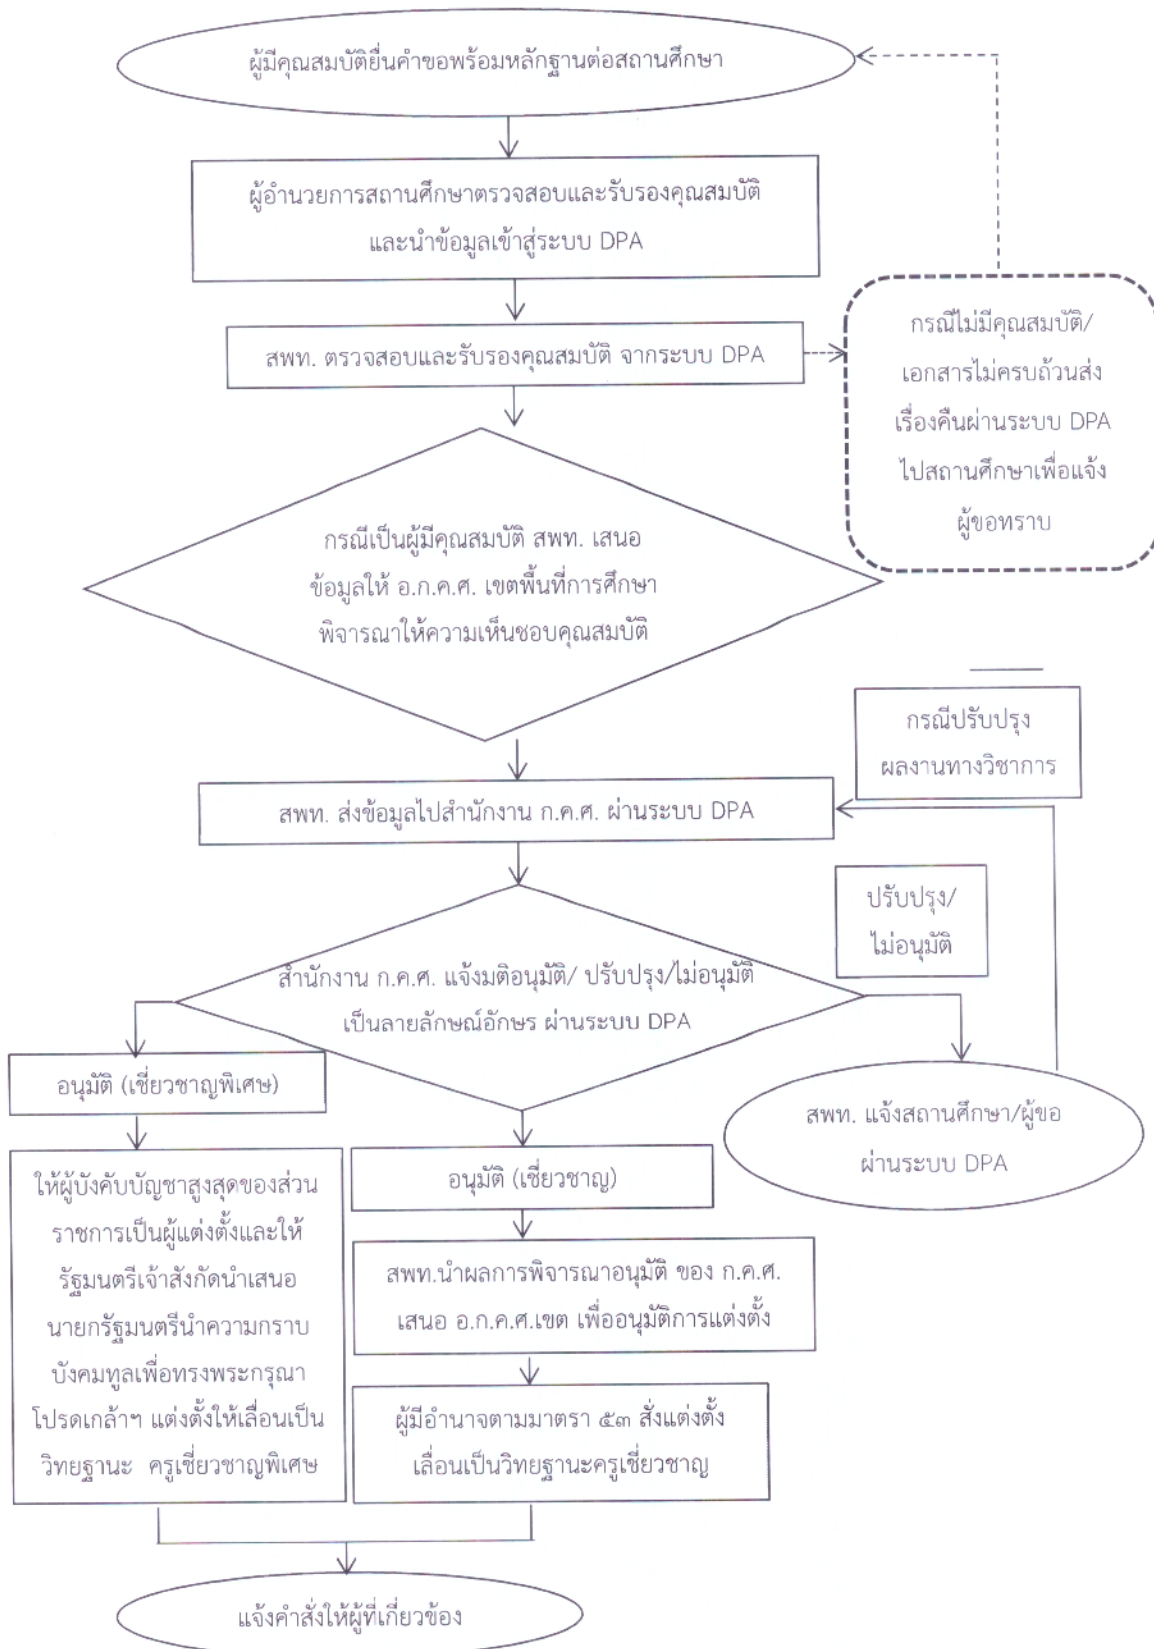 ผู้มีคุณสมบัติยื่นคำขอพร้อมหลักฐานต่อสถานศึกษา
ผู้อำนวยการสถานศึกษาตรวจสอบและรับรองคุณสมบัติ
และนำข้อมูลเข้าสู่ระบบ DPA
สพท. ตรวจสอบและรับรองคุณสมบัติ จากระบบ DPA
กรณีไม่มีคุณสมบัติ/
เอกสารไม่ครบถ้วนส่ง
เรื่องคืนผ่านระบบ DPA
ไปสถานศึกษาเพื่อแจ้ง
ผู้ขอทราบ
กรณีเป็นผู้มีคุณสมบัติ สพท. เสนอ
ข้อมูลให้ อ.ก.ค.ศ. เขตพื้นที่การศึกษา
พิจารณาให้ความเห็นชอบคุณสมบัติ
กรณีปรับปรุง
ผลงานทางวิชาการ
สพท. ส่งข้อมูลไปสำนักงาน ก.ค.ศ. ผ่านระบบ DPA
ปรับปรุง/
ไม่อนุมัติ
สำนักงาน ก.ค.ศ. แจ้งมติอนุมัติ/ ปรับปรุง/ไม่อนุมัติ
เป็นลายลักษณ์อักษร ผ่านระบบ DPA
อนุมัติ (เชี่ยวชาญพิเศษ)
สพท. แจ้งสถานศึกษา/ผู้ขอ
ผ่านระบบ DPA
ให้ผู้บังคับบัญชาสูงสุดของส่วน
ราชการเป็นผู้แต่งตั้งและให้
รัฐมนตรีเจ้าสังกัดนำเสนอ
นายกรัฐมนตรีนำความกราบ
บังคมทูลเพื่อทรงพระกรุณา
โปรดเกล้าฯ แต่งตั้งให้เลื่อนเป็น
วิทยฐานะ ครูเชี่ยวชาญพิเศษ
อนุมัติ (เชี่ยวชาญ)
สพท.นำผลการพิจารณาอนุมัติ ของ ก.ค.ศ.
เสนอ อ.ก.ค.ศ.เขต เพื่ออนุมัติการแต่งตั้ง
ผู้มีอำนาจตามมาตรา ๕๓ สั่งแต่งตั้ง
เลื่อนเป็นวิทยฐานะครูเชี่ยวชาญ
แจ้งคำสั่งให้ผู้ที่เกี่ยวข้อง